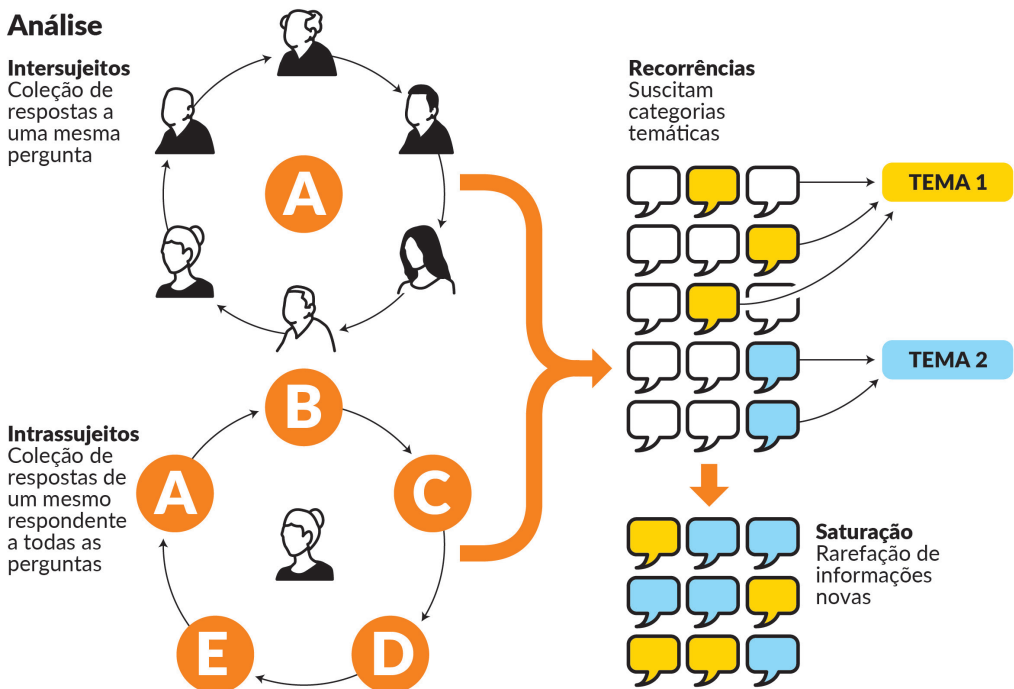 Análise
Intersujeitos
Coleção de
respostas a
uma mesma
pergunta
A
Recorrências
Suscitam
categorias
temáticas
TEMA 1
TEMA 2
Intrassujeitos
Coleção de
respostas de
um mesmo
respondente
a todas as
perguntas
B
A
C
E
D
Saturação
Rarefação de
informações
novas